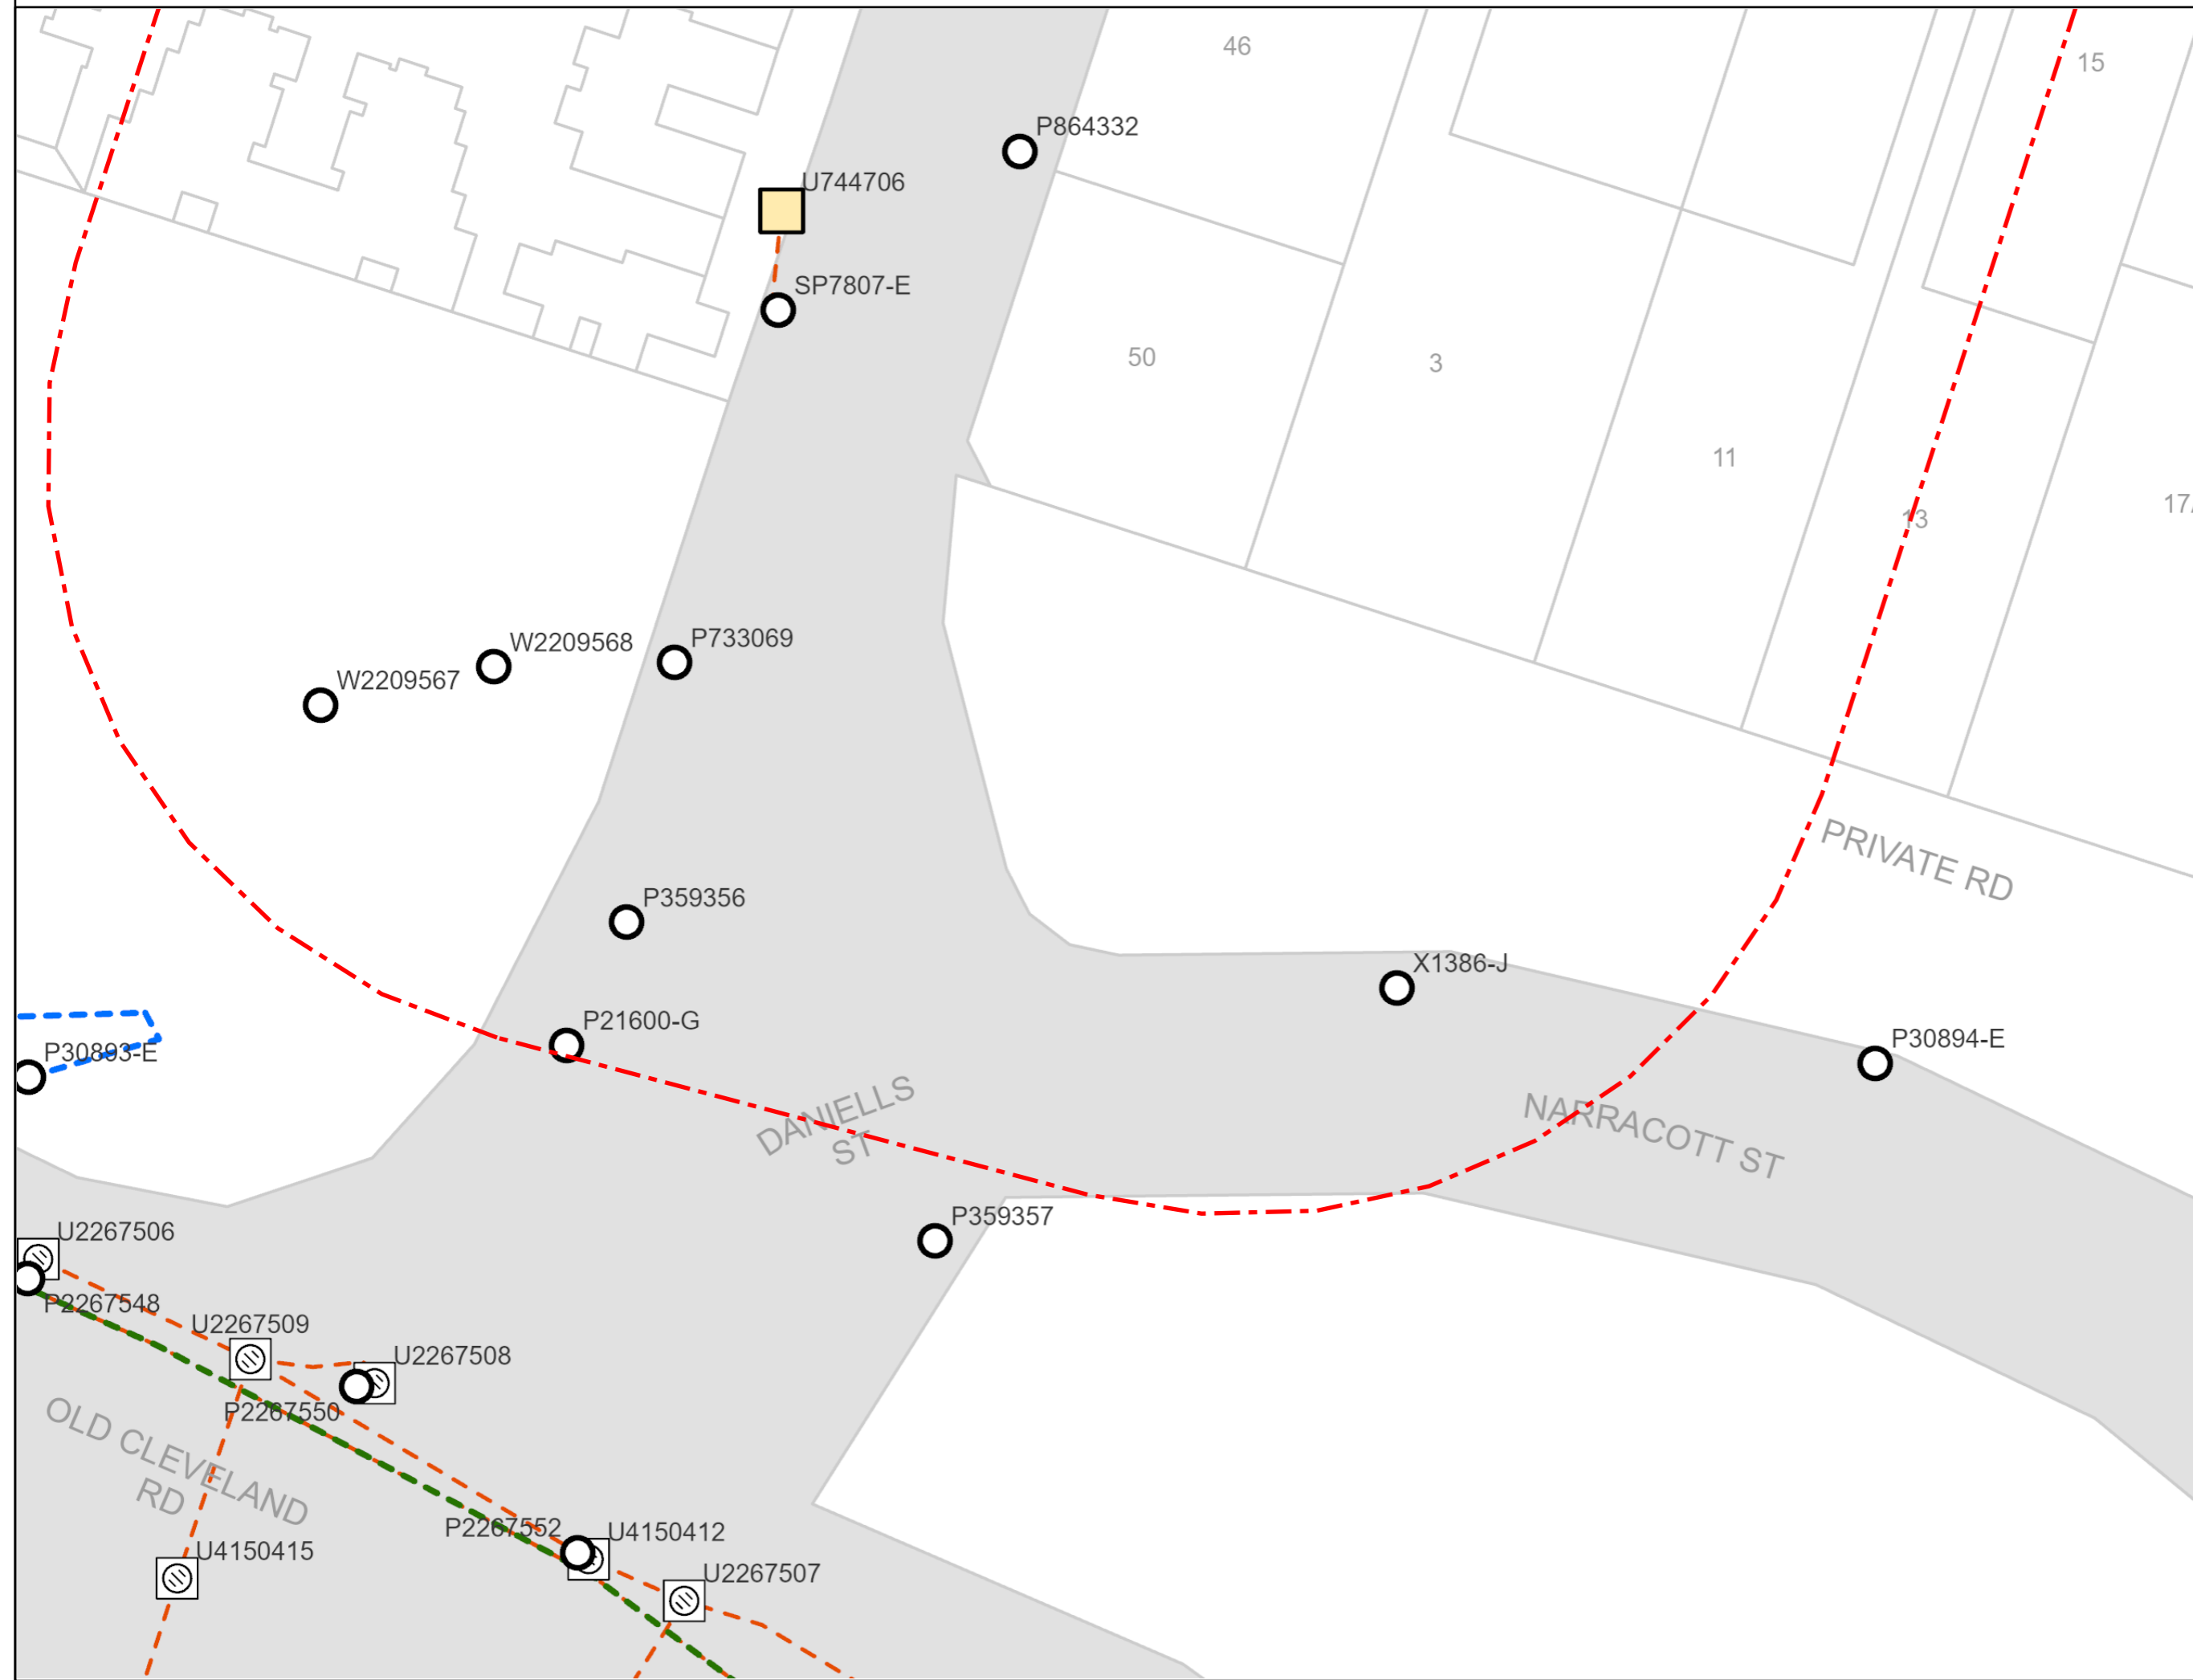 46
15
P864332
U744706
SP7807-E
50
3
11
13
W2209568
P733069
W2209567
PRIVATE RD
P359356
X1386-J
P21600-G
P30893-E
P30894-E
DANIELLS
ST
NARRACOTT ST
P359357
U2267506
P2267548
U2267509
U2267508
P2267550
OLD CLEVELAND
RD
P2267552
U4150412
U4150415
U2267507